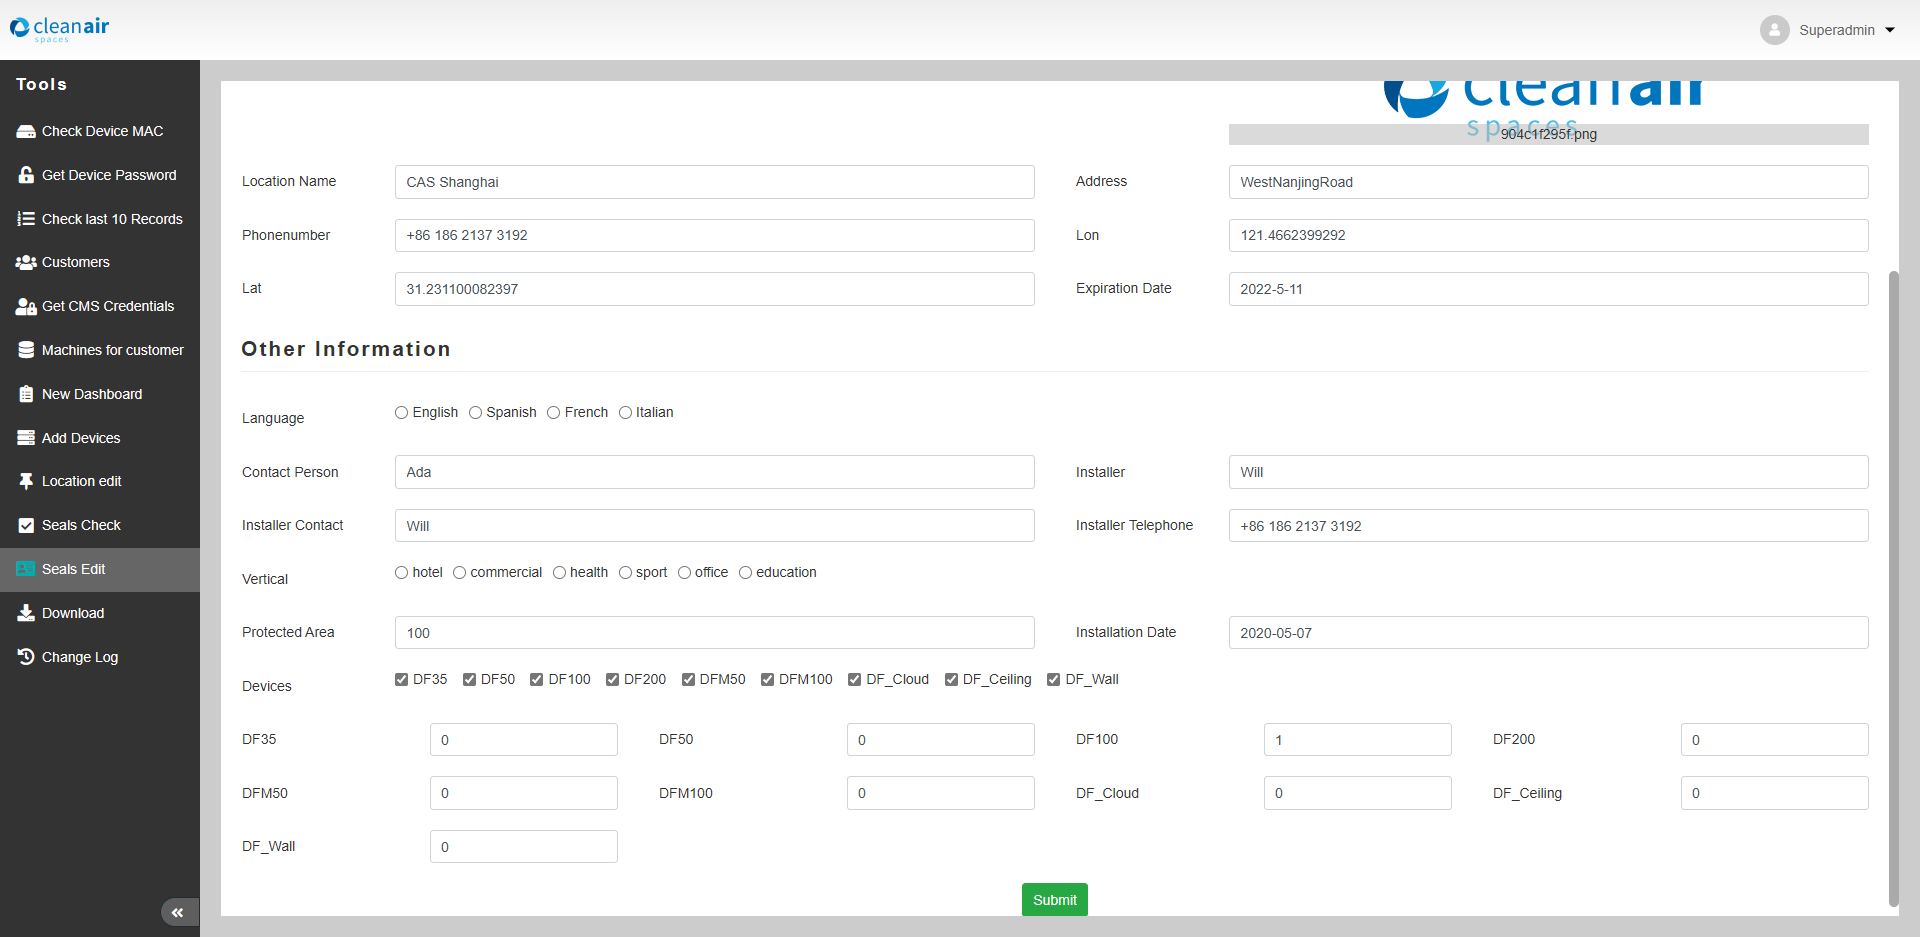 cleanair
spaces
Superadmin
Tools
Check Device MAC
Get Device Password
Check last 10 Records
Customers
Get CMS Credentials
Machines for customer
New Dashboard
Add Devices
Location edit
Seals Check
Seals Edit
Download
Change Log
cleanair
spaces
904c1f295f.png
Location Name CAS Shanghai Address WestNanjingRoad
Phonenumber +86 186 2137 3192 Lon 121.4662399292
Lat 31.231100082397 Expiration Date 2022-5-11
Other Information
Language English Spanish French Italian
Contact Person Ada Installer Will
Installer Contact Will Installer Telephone +86 186 2137 3192
Vertical hotel commercial health sport office education
Protected Area 100 Installation Date 2020-05-07
Devices DF35 DF50 DF100 DF200 DFM50 DFM100 DF_Cloud DF_Ceiling DF_Wall
DF35 0 DF50 0 DF100 1 DF200 0
DFM50 0 DFM100 0 DF_Cloud 0 DF_Ceiling 0
DF_Wall 0
Submit